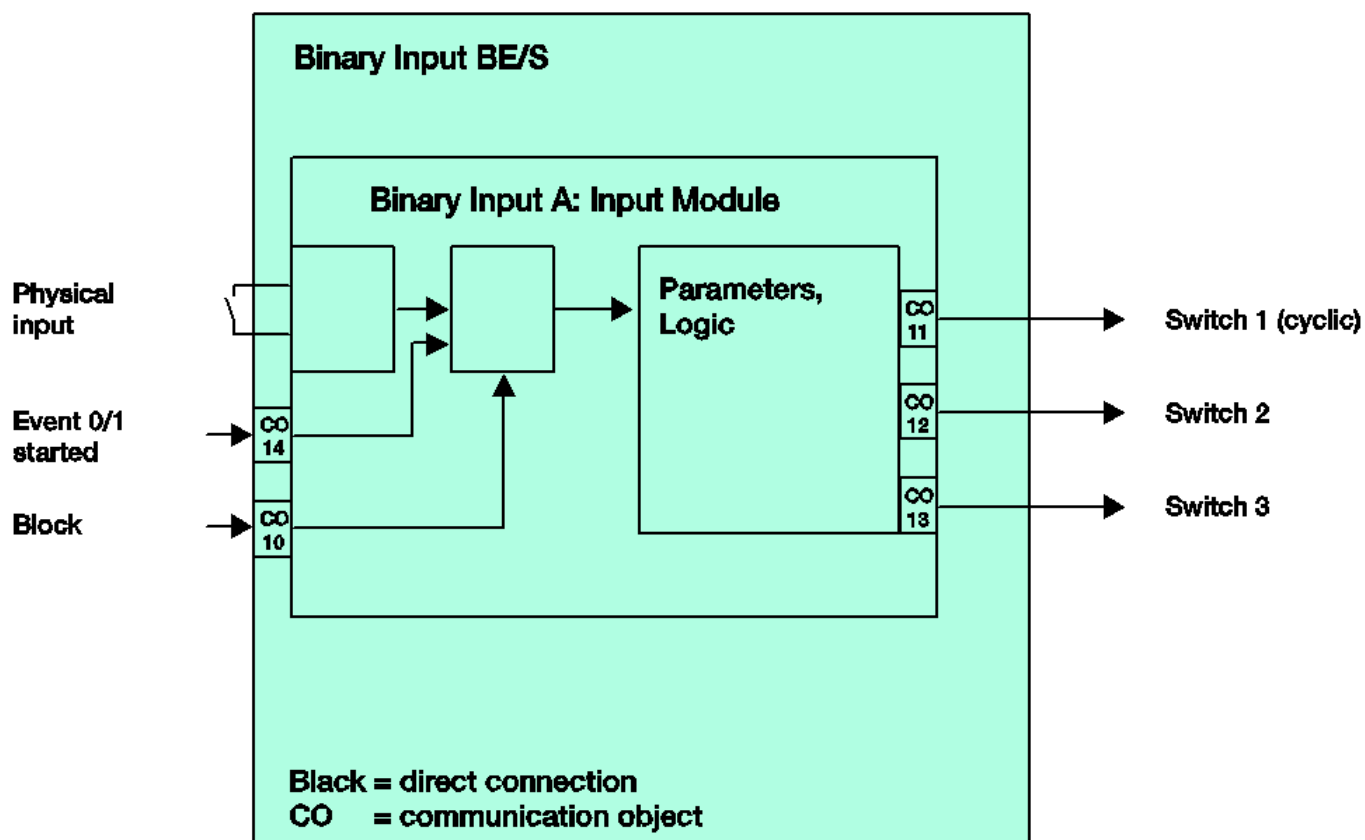 Binary Input BE/S
Binary Input A: Input Module
Physical
input
Parameters,
Logic
CO
11
Switch 1 (cyclic)
Event 0/1
started
CO
14
CO
12
Switch 2
Block
CO
10
CO
13
Switch 3
Black = direct connection
CO = communication object